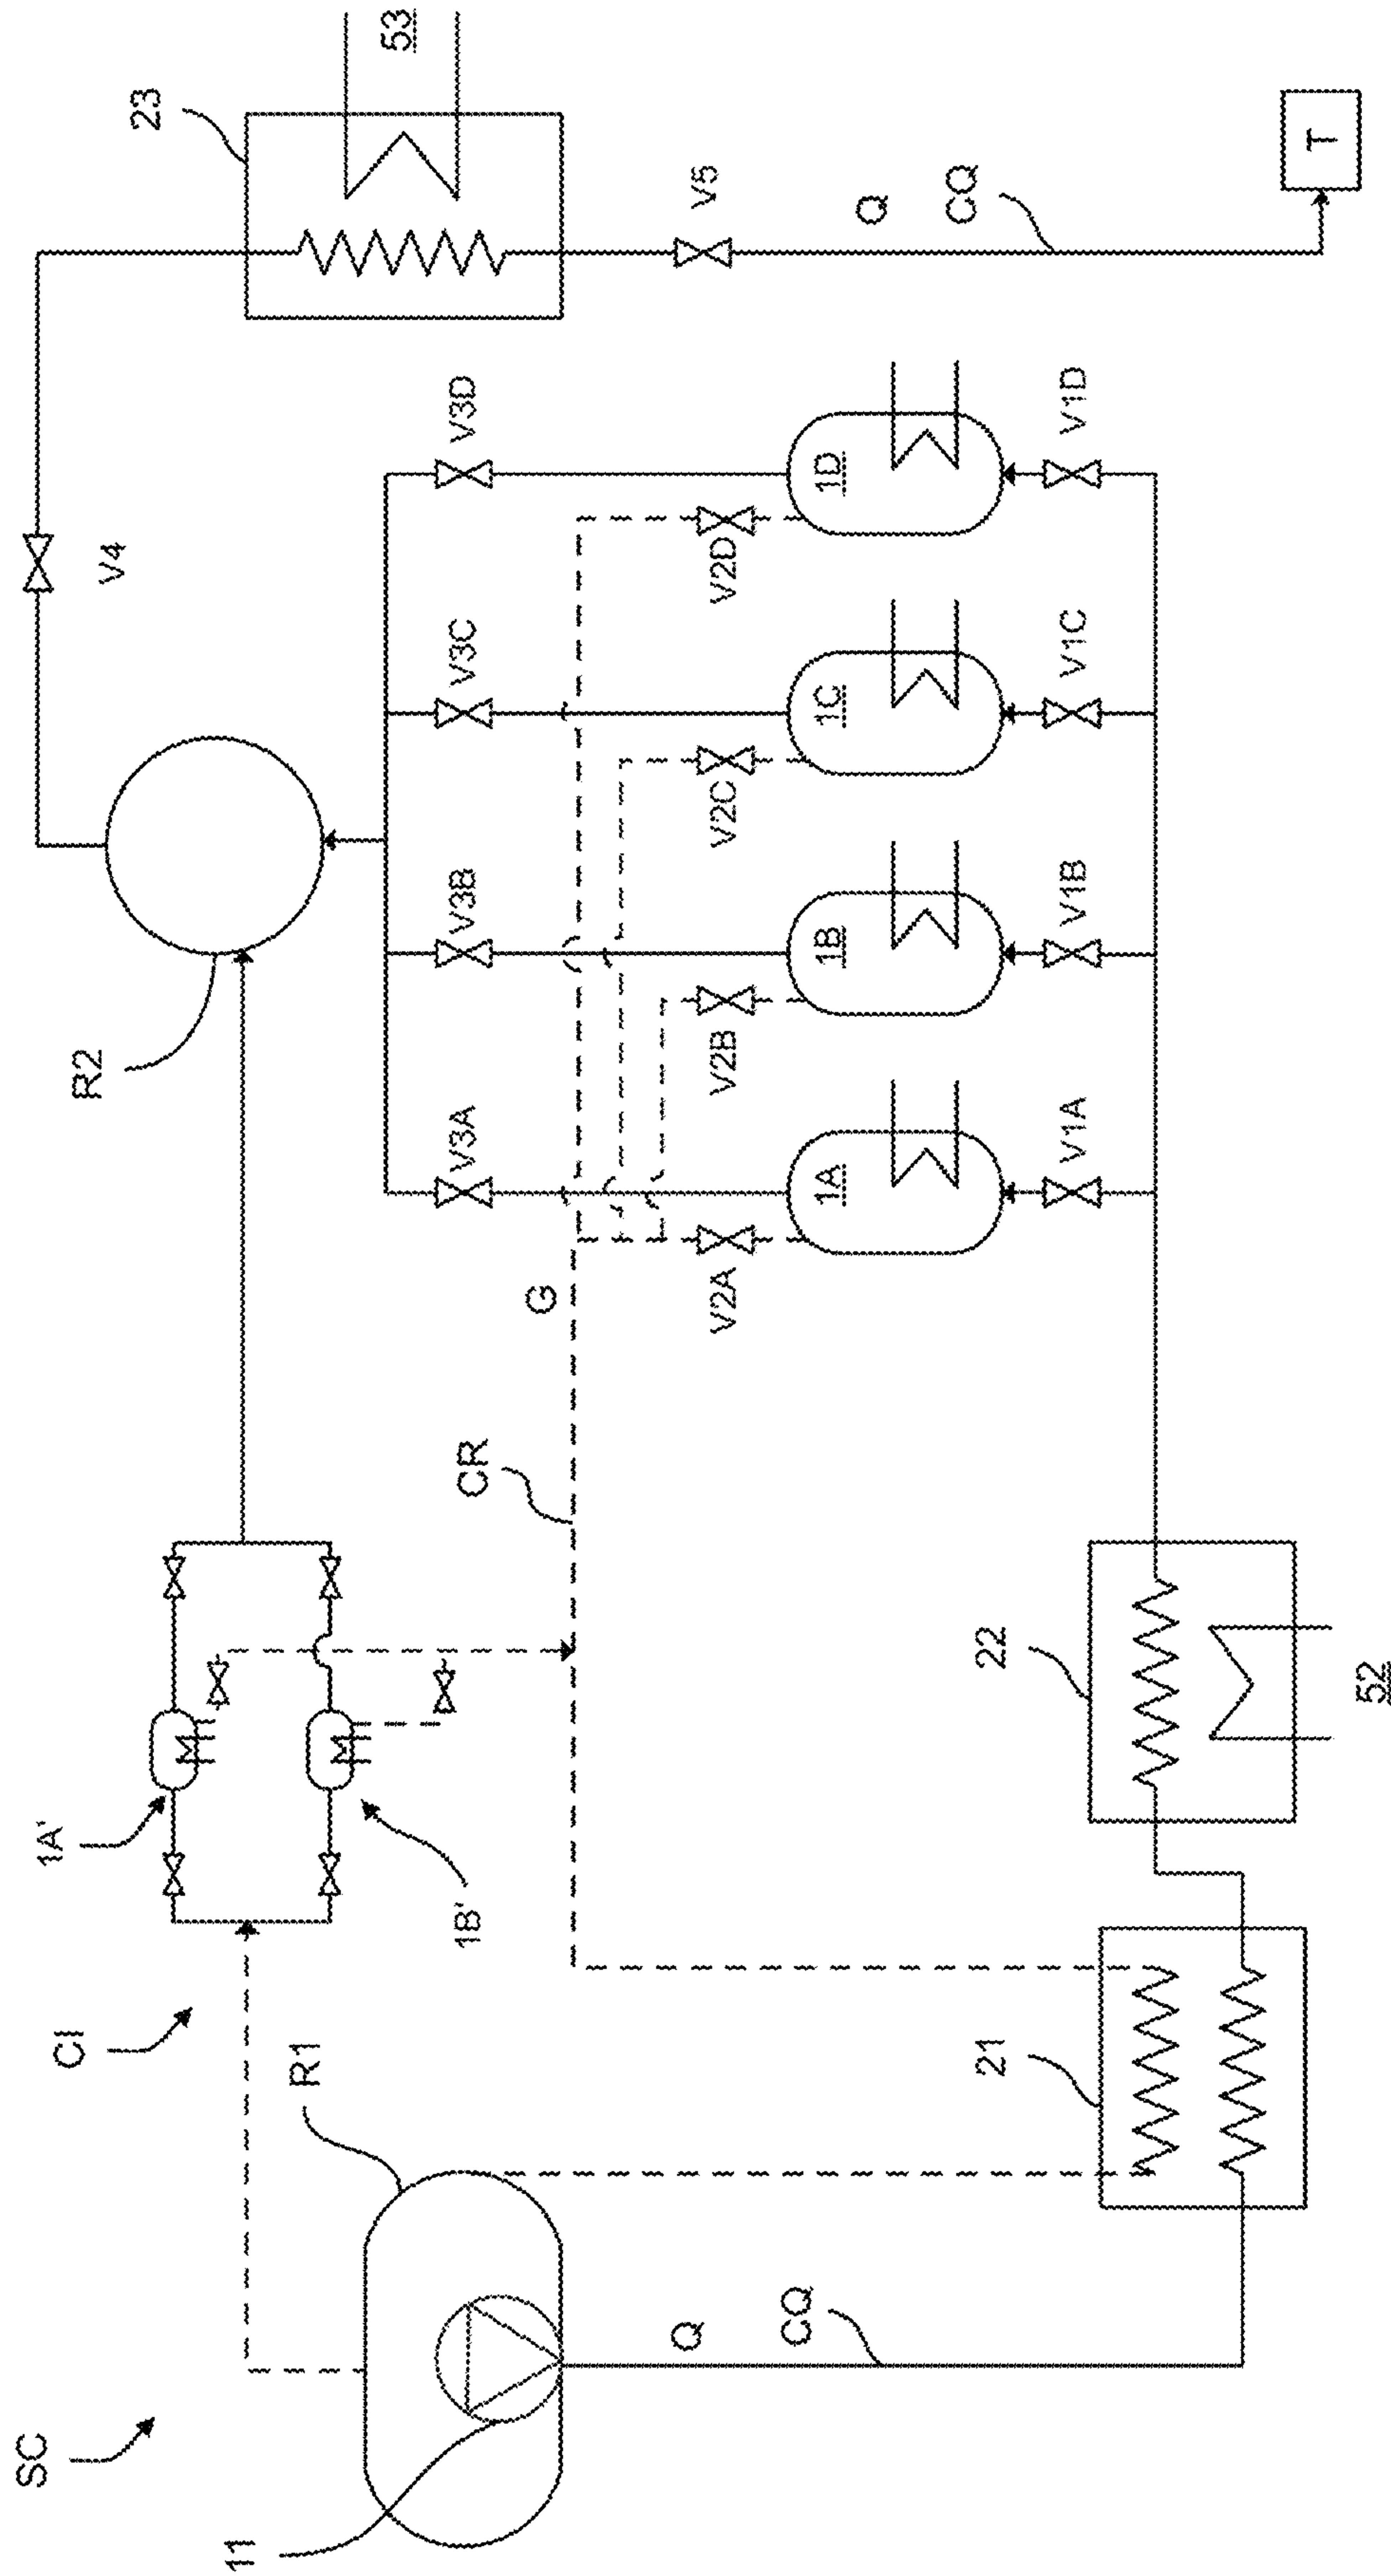 SC
11
R1
CI
1A'
1B'
Q
CQ
21
22
52
CR
G
R2
V3A
V3B
V3C
V3D
V2A
V2B
V2C
V2D
1A
1B
1C
1D
V1A
V1B
V1C
V1D
V4
23
53
V5
Q
CQ
T